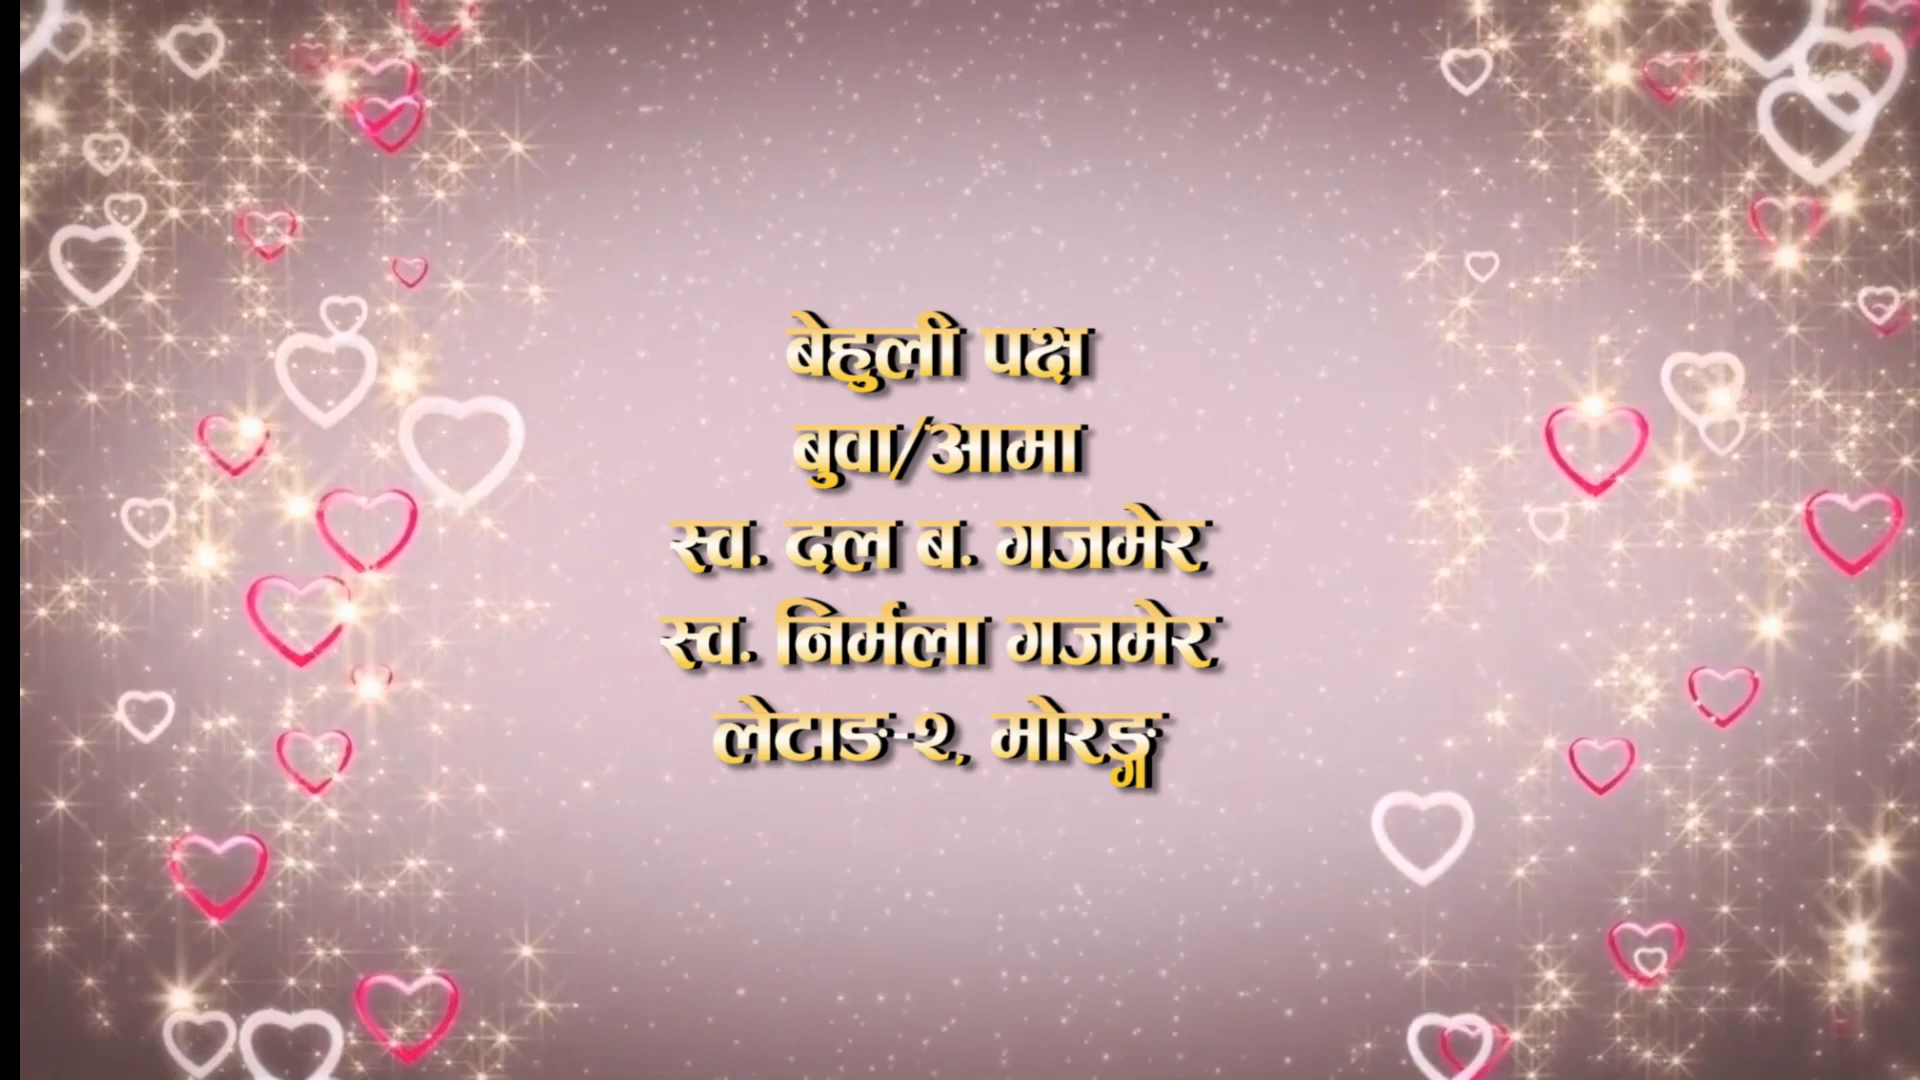 बेहुली पक्ष
बुवा/आमा
स्व. दल ब. गजमेर
स्व. निर्मला गजमेर
लेटाङ-२, मोरङ्ग